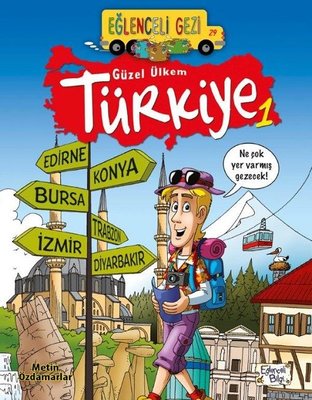 EĞLENCELİ GEZİ
29
Güzel Ülkem
Türkiye 1
Ne çok
yer varmış
gezecek!
EDİRNE
KONYA
BURSA
TRABZON
İZMİR
DİYARBAKIR
Metin
Özdamarlar
Eğlenceli
Bilgi